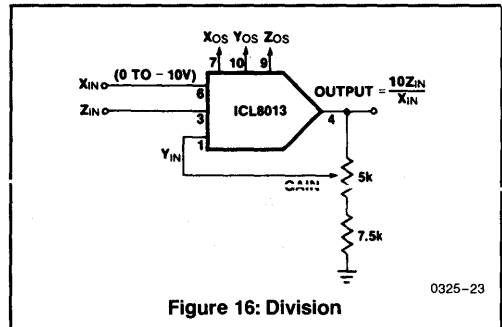 XOS YOS ZOS
7 10 9
XIN (0 TO – 10V)
6
ZIN
3
ICL8013
4
OUTPUT = 10ZIN
XIN
1
YIN
GAIN
5k
7.5k
0325–23
Figure 16: Division